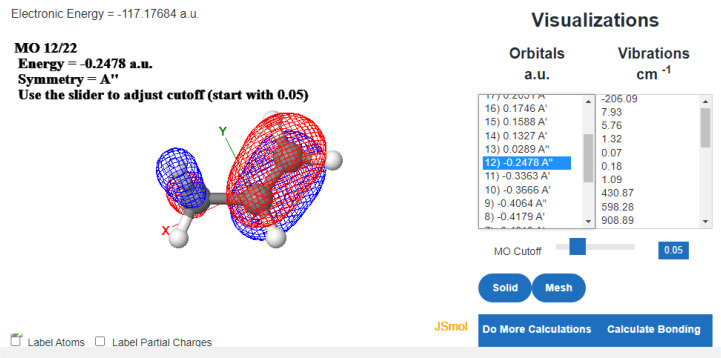 Electronic Energy = -117.17684 a.u.
MO 12/22
Energy = -0.2478 a.u.
Symmetry = A"
Use the slider to adjust cutoff (start with 0.05)
Y
X
JSmol
Label Atoms
Label Partial Charges
Visualizations
Orbitals
a.u.
16) 0.1746 A'
15) 0.1588 A'
14) 0.1327 A'
13) 0.0289 A"
12) -0.2478 A"
11) -0.3363 A'
10) -0.3666 A'
9) -0.4064 A"
8) -0.4179 A'
Vibrations
cm -1
-206.09
7.93
5.76
1.32
0.07
0.18
1.09
430.87
598.28
908.89
MO Cutoff
0.05
Solid
Mesh
Do More Calculations
Calculate Bonding